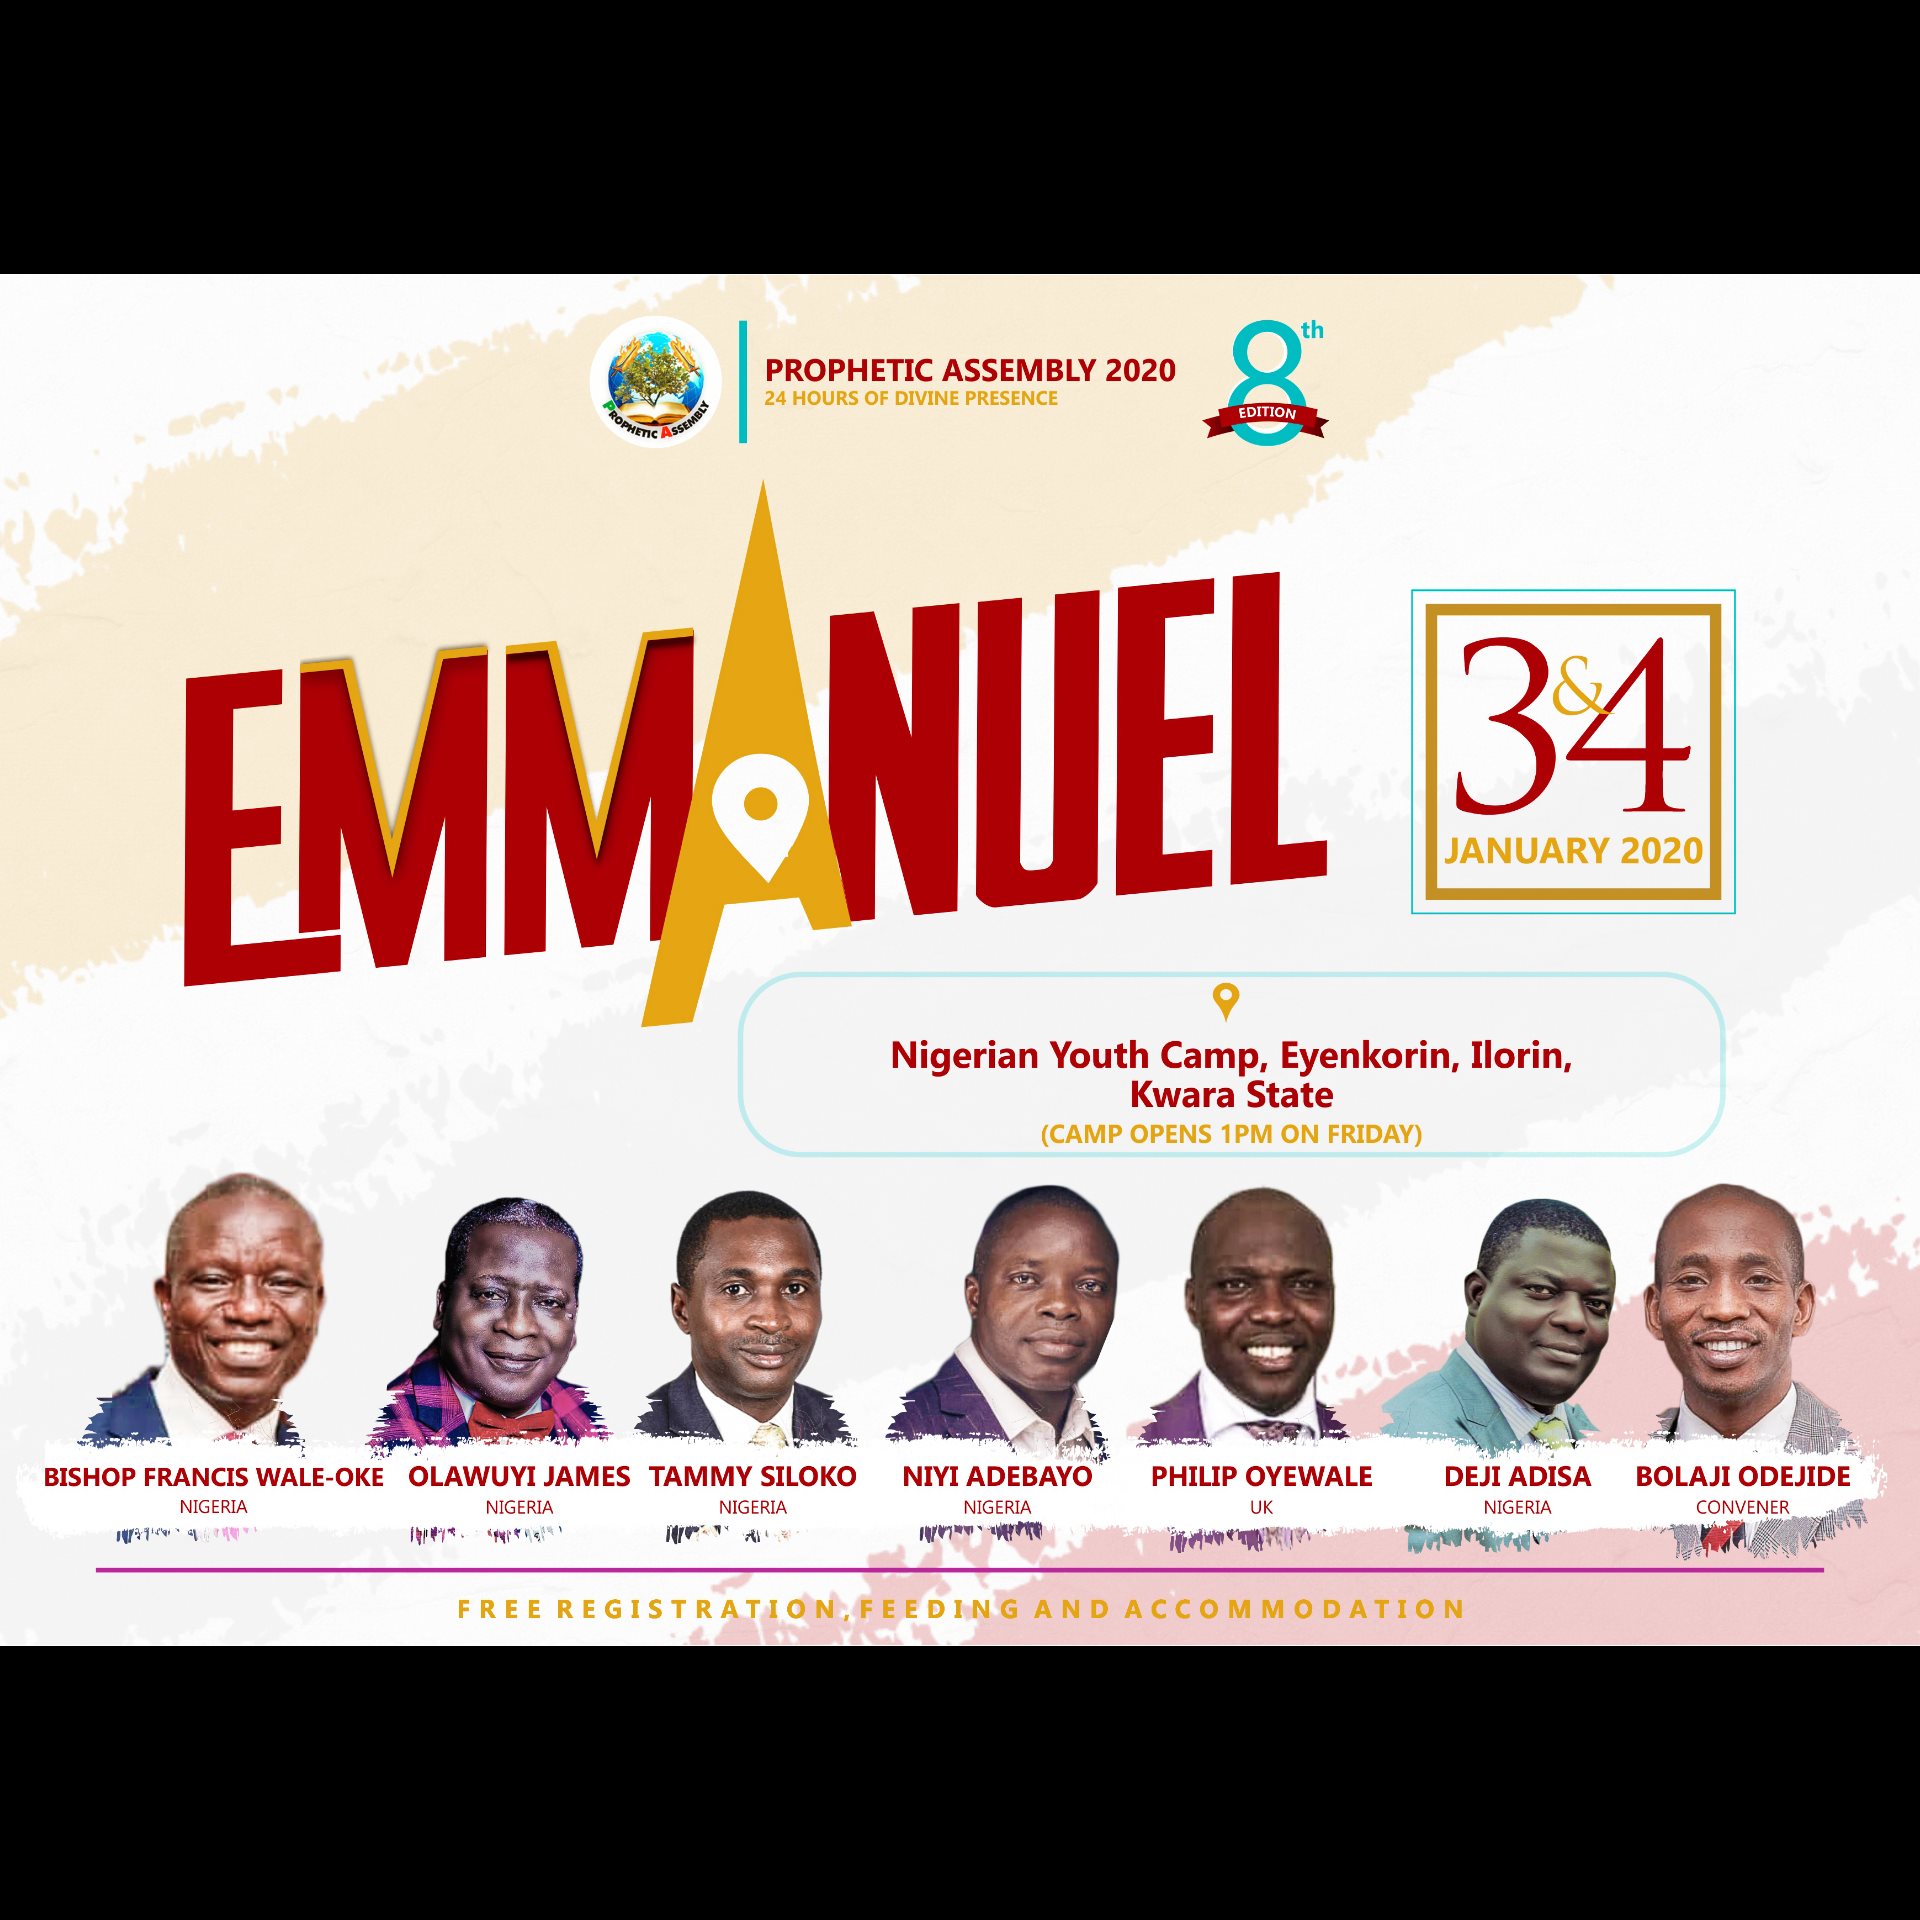 PROPHETIC ASSEMBLY
PROPHETIC ASSEMBLY 2020
24 HOURS OF DIVINE PRESENCE
8th
EDITION
EMMANUEL
3&4
JANUARY 2020
Nigerian Youth Camp, Eyenkorin, Ilorin,
Kwara State
(CAMP OPENS 1PM ON FRIDAY)
BISHOP FRANCIS WALE-OKE
NIGERIA
OLAWUYI JAMES
NIGERIA
TAMMY SILOKO
NIGERIA
NIYI ADEBAYO
NIGERIA
PHILIP OYEWALE
UK
DEJI ADISA
NIGERIA
BOLAJI ODEJIDE
CONVENER
FREE REGISTRATION, FEEDING AND ACCOMMODATION